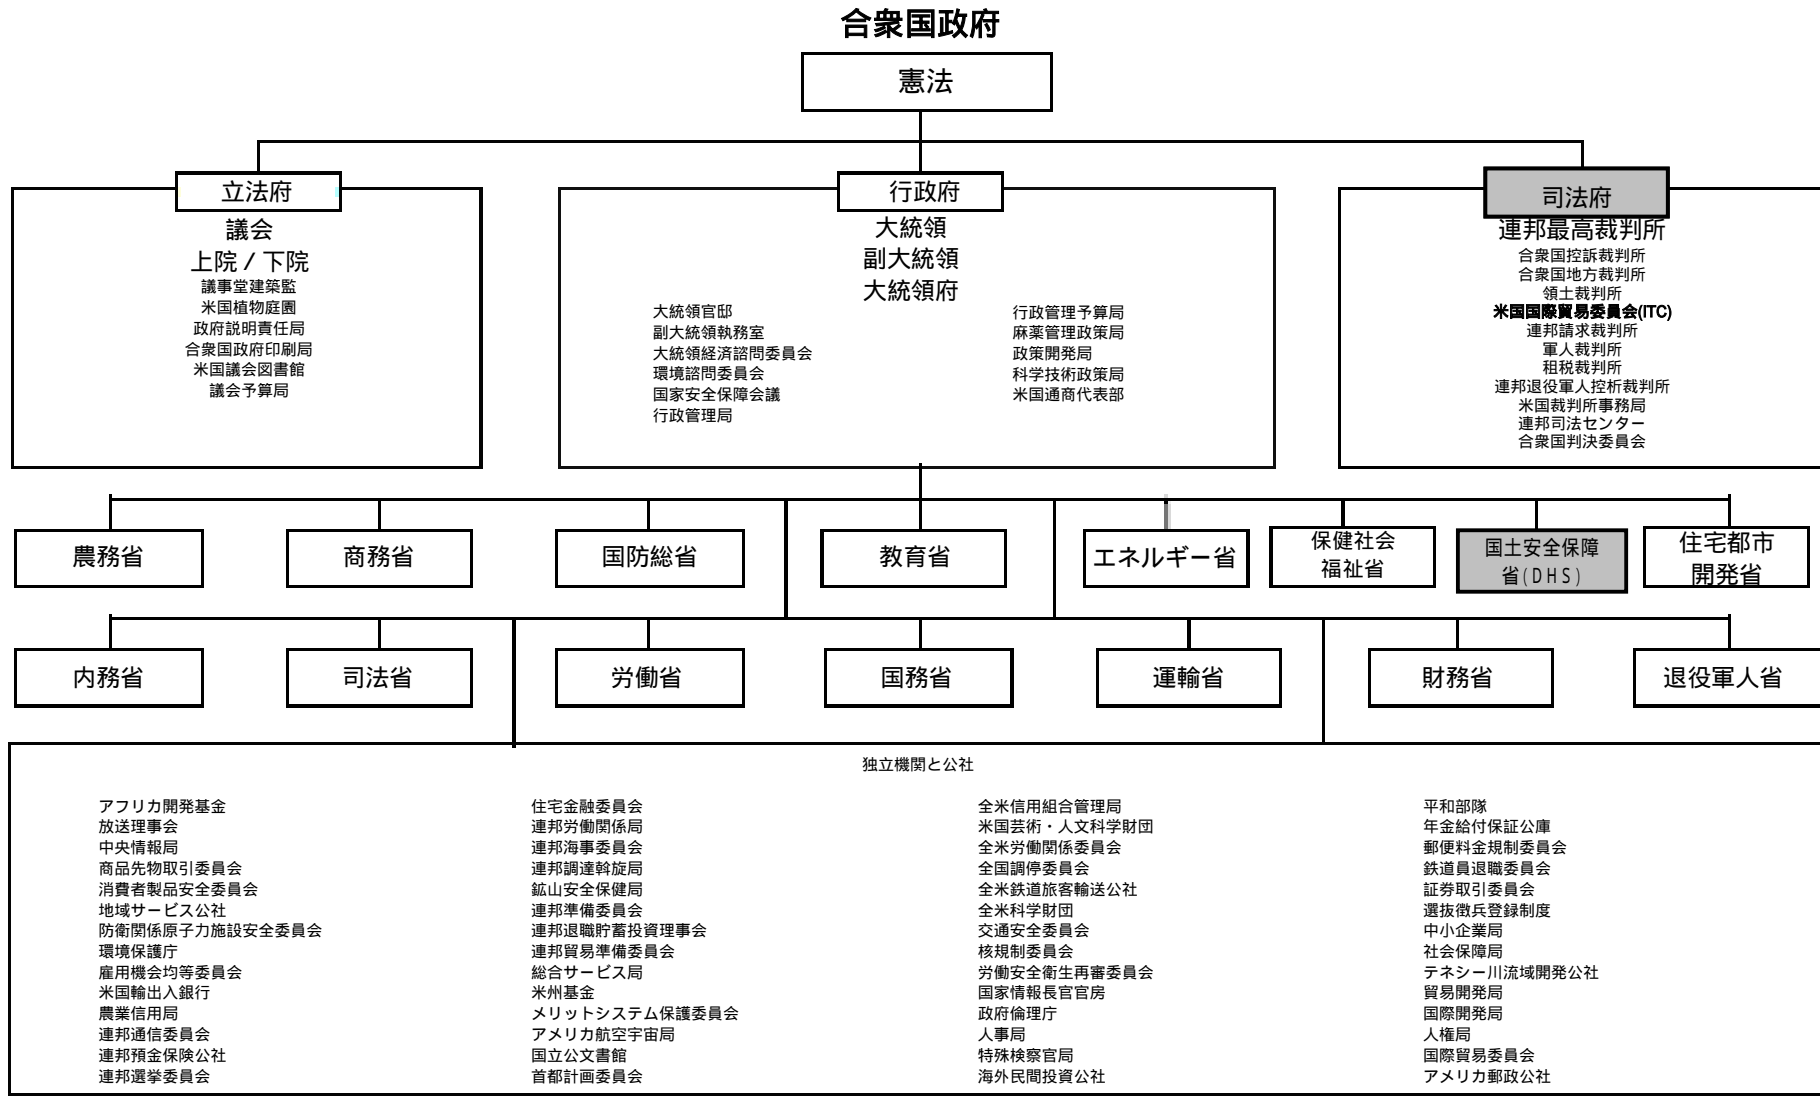 合衆国政府
憲法
立法府
議会
上院 / 下院
議事堂建築監
米国植物庭園
政府説明責任局
合衆国政府印刷局
米国議会図書館
議会予算局
行政府
大統領
副大統領
大統領府
大統領官邸
副大統領執務室
大統領経済諮問委員会
環境諮問委員会
国家安全保障会議
行政管理局
行政管理予算局
麻薬管理政策局
政策開発局
科学技術政策局
米国通商代表部
司法府
連邦最高裁判所
合衆国控訴裁判所
合衆国地方裁判所
領土裁判所
米国国際貿易委員会(ITC)
連邦請求裁判所
軍人裁判所
租税裁判所
連邦退役軍人控析裁判所
米国裁判所事務局
連邦司法センター
合衆国判決委員会
農務省
商務省
国防総省
教育省
エネルギー省
保健社会
福祉省
国土安全保障
省(DHS)
住宅都市
開発省
内務省
司法省
労働省
国務省
運輸省
財務省
退役軍人省
独立機関と公社
アフリカ開発基金
放送理事会
中央情報局
商品先物取引委員会
消費者製品安全委員会
地域サービス公社
防衛関係原子力施設安全委員会
環境保護庁
雇用機会均等委員会
米国輸出入銀行
農業信用局
連邦通信委員会
連邦預金保険公社
連邦選挙委員会
住宅金融委員会
連邦労働関係局
連邦海事委員会
連邦調達斡旋局
鉱山安全保健局
連邦準備委員会
連邦退職貯蓄投資理事会
連邦貿易準備委員会
総合サービス局
米州基金
メリットシステム保護委員会
アメリカ航空宇宙局
国立公文書館
首都計画委員会
全米信用組合管理局
米国芸術・人文科学財団
全米労働関係委員会
全国調停委員会
全米鉄道旅客輸送公社
全米科学財団
交通安全委員会
核規制委員会
労働安全衛生再審委員会
国家情報長官官房
政府倫理庁
人事局
特殊検察官局
海外民間投資公社
平和部隊
年金給付保証公庫
郵便料金規制委員会
鉄道員退職委員会
証券取引委員会
選抜徴兵登録制度
中小企業局
社会保障局
テネシー川流域開発公社
貿易開発局
国際開発局
人権局
国際貿易委員会
アメリカ郵政公社